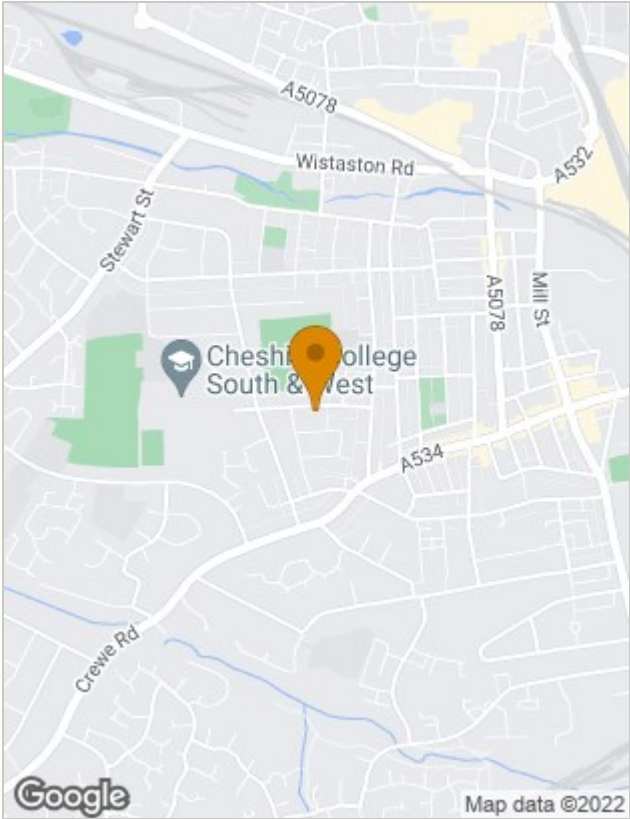 A5078
Wistaston Rd
A532
Stewart St
A5078
Mill St
Cheshi ollege
South & West
A534
Crewe Rd
Google
Map data ©2022